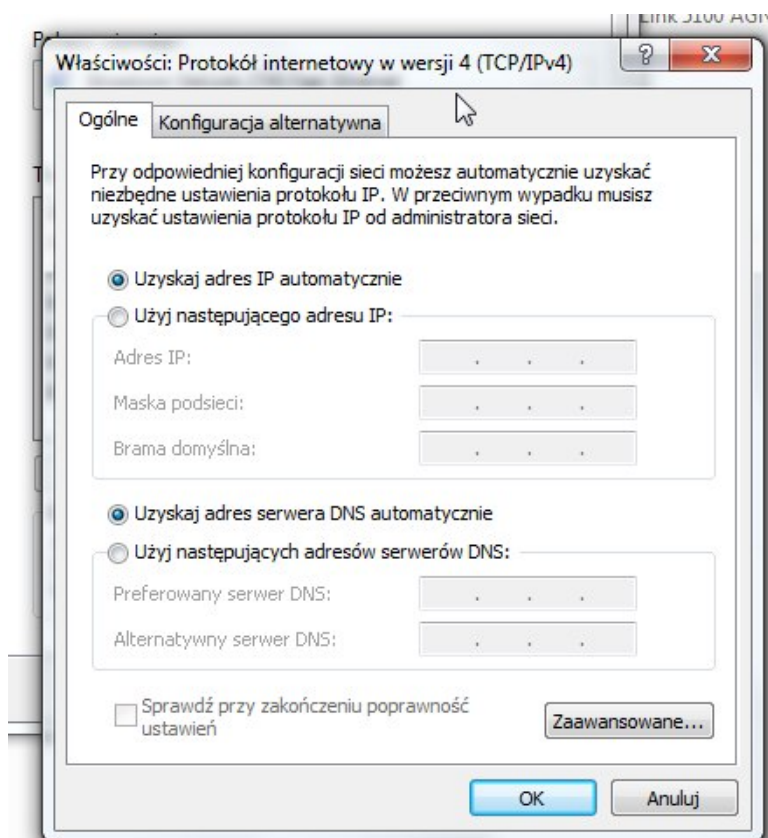 Link 5100 AGN
Właściwości: Protokół internetowy w wersji 4 (TCP/IPv4)
Ogólne
Konfiguracja alternatywna
Przy odpowiedniej konfiguracji sieci możesz automatycznie uzyskać
niezbędne ustawienia protokołu IP. W przeciwnym wypadku musisz
uzyskać ustawienia protokołu IP od administratora sieci.
Uzyskaj adres IP automatycznie
Użyj następującego adresu IP:
Adres IP:
Maska podsieci:
Brama domyślna:
Uzyskaj adres serwera DNS automatycznie
Użyj następujących adresów serwerów DNS:
Preferowany serwer DNS:
Alternatywny serwer DNS:
Sprawdź przy zakończeniu poprawność
ustawień
Zaawansowane...
OK
Anuluj